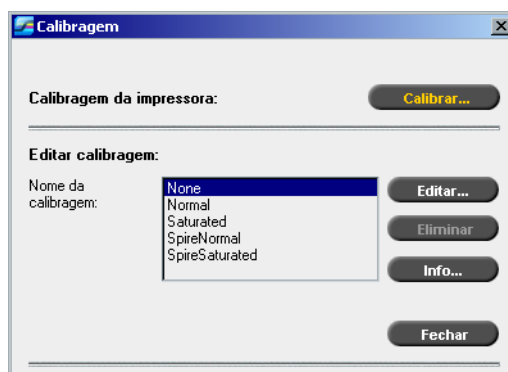 Calibragem
Calibragem da impressora:
Calibrar...
Editar calibragem:
Nome da
calibragem:
None
Normal
Saturated
SpireNormal
SpireSaturated
Editar...
Eliminar
Info...
Fechar